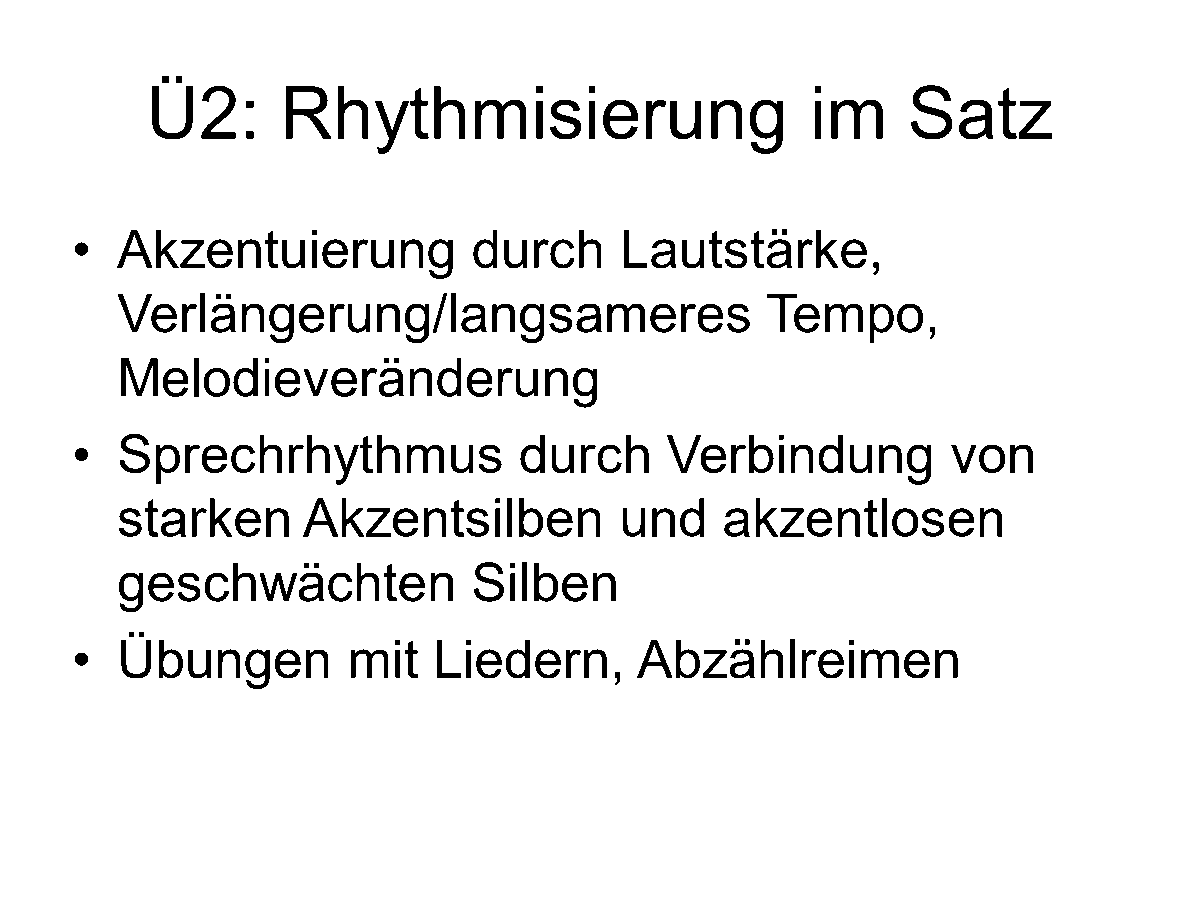 Ü2: Rhythmisierung im Satz
• Akzentuierung durch Lautstärke,
Verlängerung/langsameres Tempo,
Melodieveränderung
• Sprechrhythmus durch Verbindung von
starken Akzentsilben und akzentlosen
geschwächten Silben
• Übungen mit Liedern, Abzählreimen